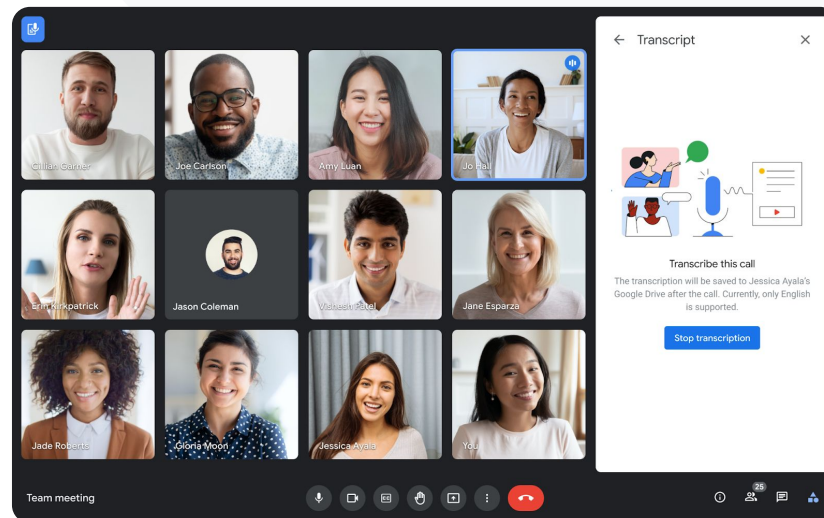 Transcript
Cillian Garner
Joe Carlson
Amy Luan
Jo Hall
Erin Kirkpatrick
Jason Coleman
Vishesh Patel
Jane Esparza
Jade Roberts
Gloria Moon
Jessica Ayala
You
Transcribe this call
The transcription will be saved to Jessica Ayala's
Google Drive after the call. Currently, only English
is supported.
Stop transcription
Team meeting
CC
25